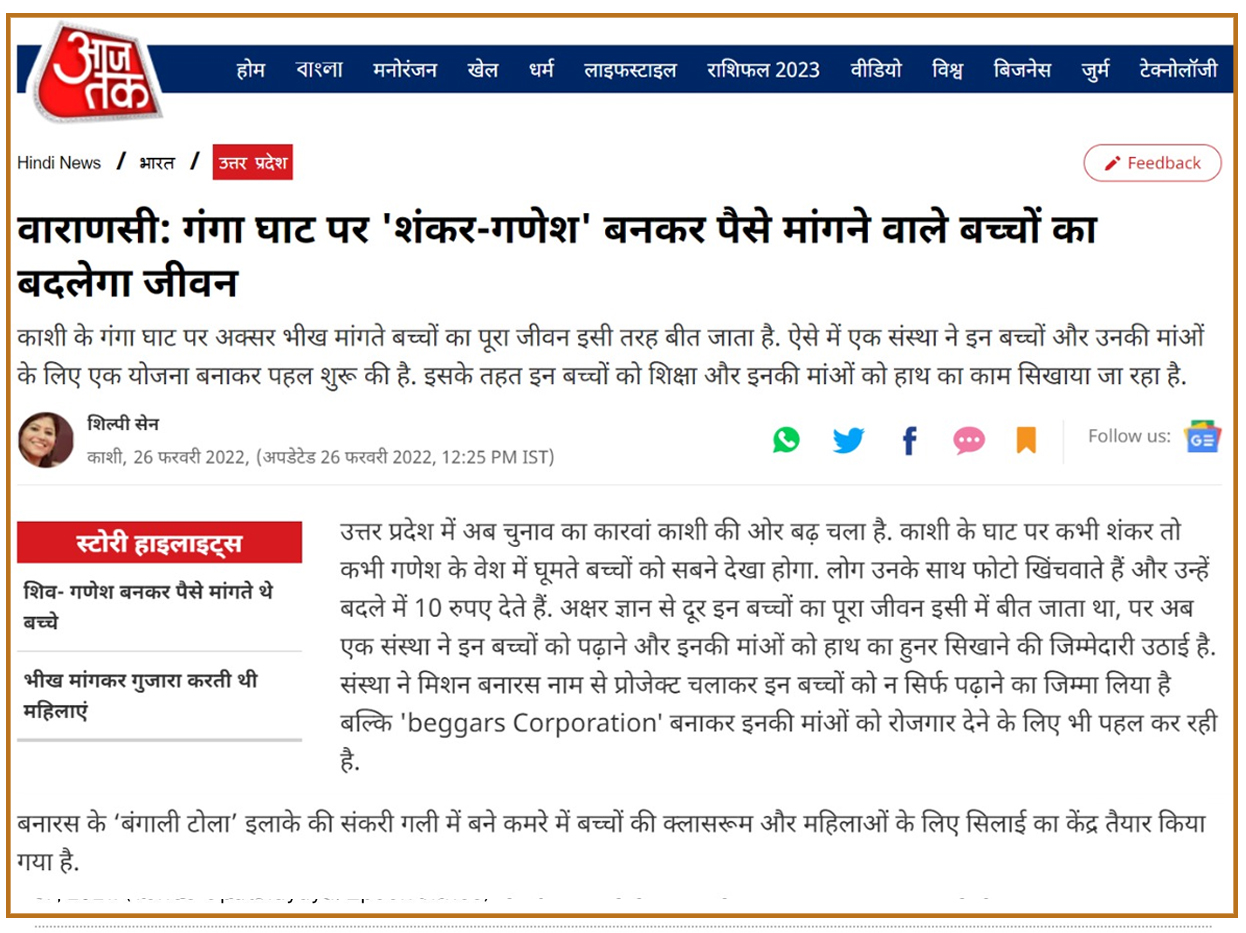 आज
तक
होम বাংলা मनोरंजन खेल धर्म लाइफस्टाइल राशिफल 2023 वीडियो विश्व बिजनेस जुर्म टेक्नोलॉजी
Hindi News / भारत / उत्तर प्रदेश
Feedback
वाराणसी: गंगा घाट पर 'शंकर-गणेश' बनकर पैसे मांगने वाले बच्चों का
बदलेगा जीवन
काशी के गंगा घाट पर अक्सर भीख मांगते बच्चों का पूरा जीवन इसी तरह बीत जाता है. ऐसे में एक संस्था ने इन बच्चों और उनकी मांओं
के लिए एक योजना बनाकर पहल शुरू की है. इसके तहत इन बच्चों को शिक्षा और इनकी मांओं को हाथ का काम सिखाया जा रहा है.
शिल्पी सेन
काशी, 26 फरवरी 2022, (अपडेटेड 26 फरवरी 2022, 12:25 PM IST)
Follow us:
GE
स्टोरी हाइलाइट्स
शिव- गणेश बनकर पैसे मांगते थे
बच्चे
भीख मांगकर गुजारा करती थी
महिलाएं
उत्तर प्रदेश में अब चुनाव का कारवां काशी की ओर बढ़ चला है. काशी के घाट पर कभी शंकर तो
कभी गणेश के वेश में घूमते बच्चों को सबने देखा होगा. लोग उनके साथ फोटो खिंचवाते हैं और उन्हें
बदले में 10 रुपए देते हैं. अक्षर ज्ञान से दूर इन बच्चों का पूरा जीवन इसी में बीत जाता था, पर अब
एक संस्था ने इन बच्चों को पढ़ाने और इनकी मांओं को हाथ का हुनर सिखाने की जिम्मेदारी उठाई है.
संस्था ने मिशन बनारस नाम से प्रोजेक्ट चलाकर इन बच्चों को न सिर्फ पढ़ाने का जिम्मा लिया है
बल्कि 'beggars Corporation' बनाकर इनकी मांओं को रोजगार देने के लिए भी पहल कर रही
है.
बनारस के ‘बंगाली टोला’ इलाके की संकरी गली में बने कमरे में बच्चों की क्लासरूम और महिलाओं के लिए सिलाई का केंद्र तैयार किया
गया है.